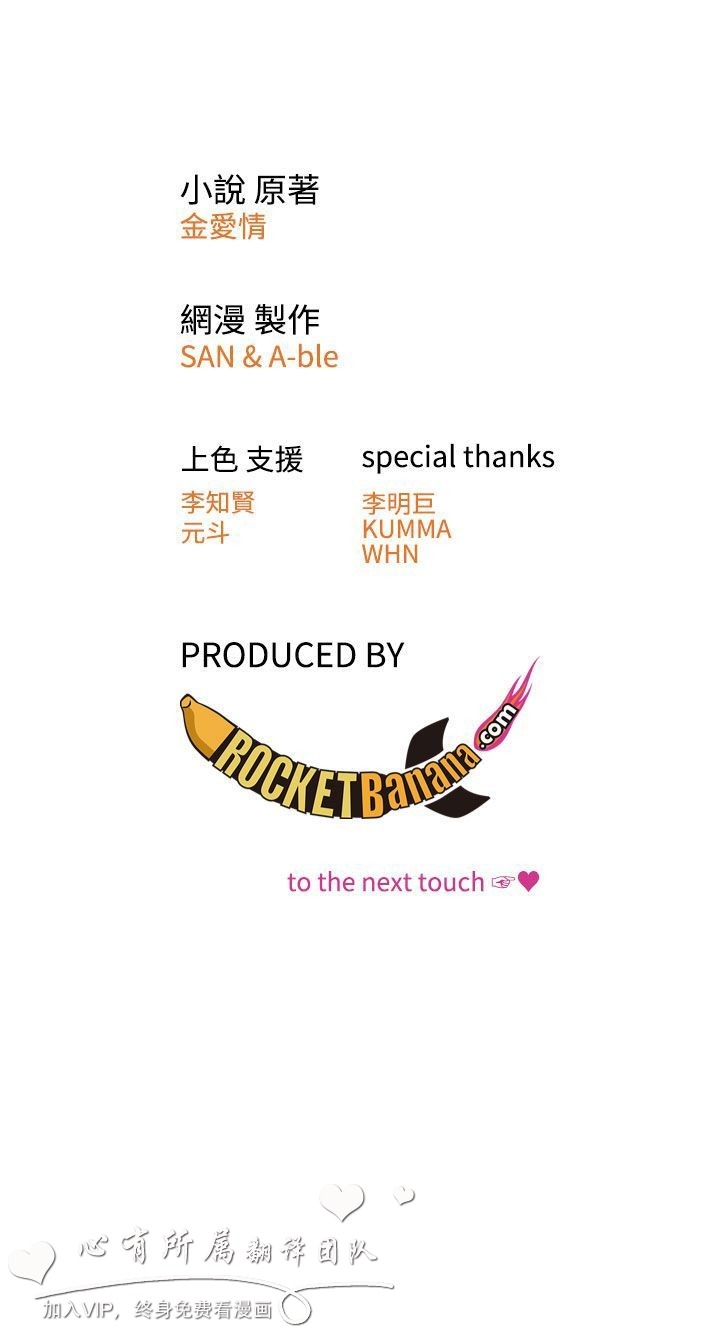 小說 原著
金愛情
網漫 製作
SAN & A-ble
上色 支援
李知賢
元斗
special thanks
李明巨
KUMMA
WHN
PRODUCED BY
ROCKETBanana.com
to the next touch ☞♥
心有所属翻译团队
加入VIP，终身免费看漫画